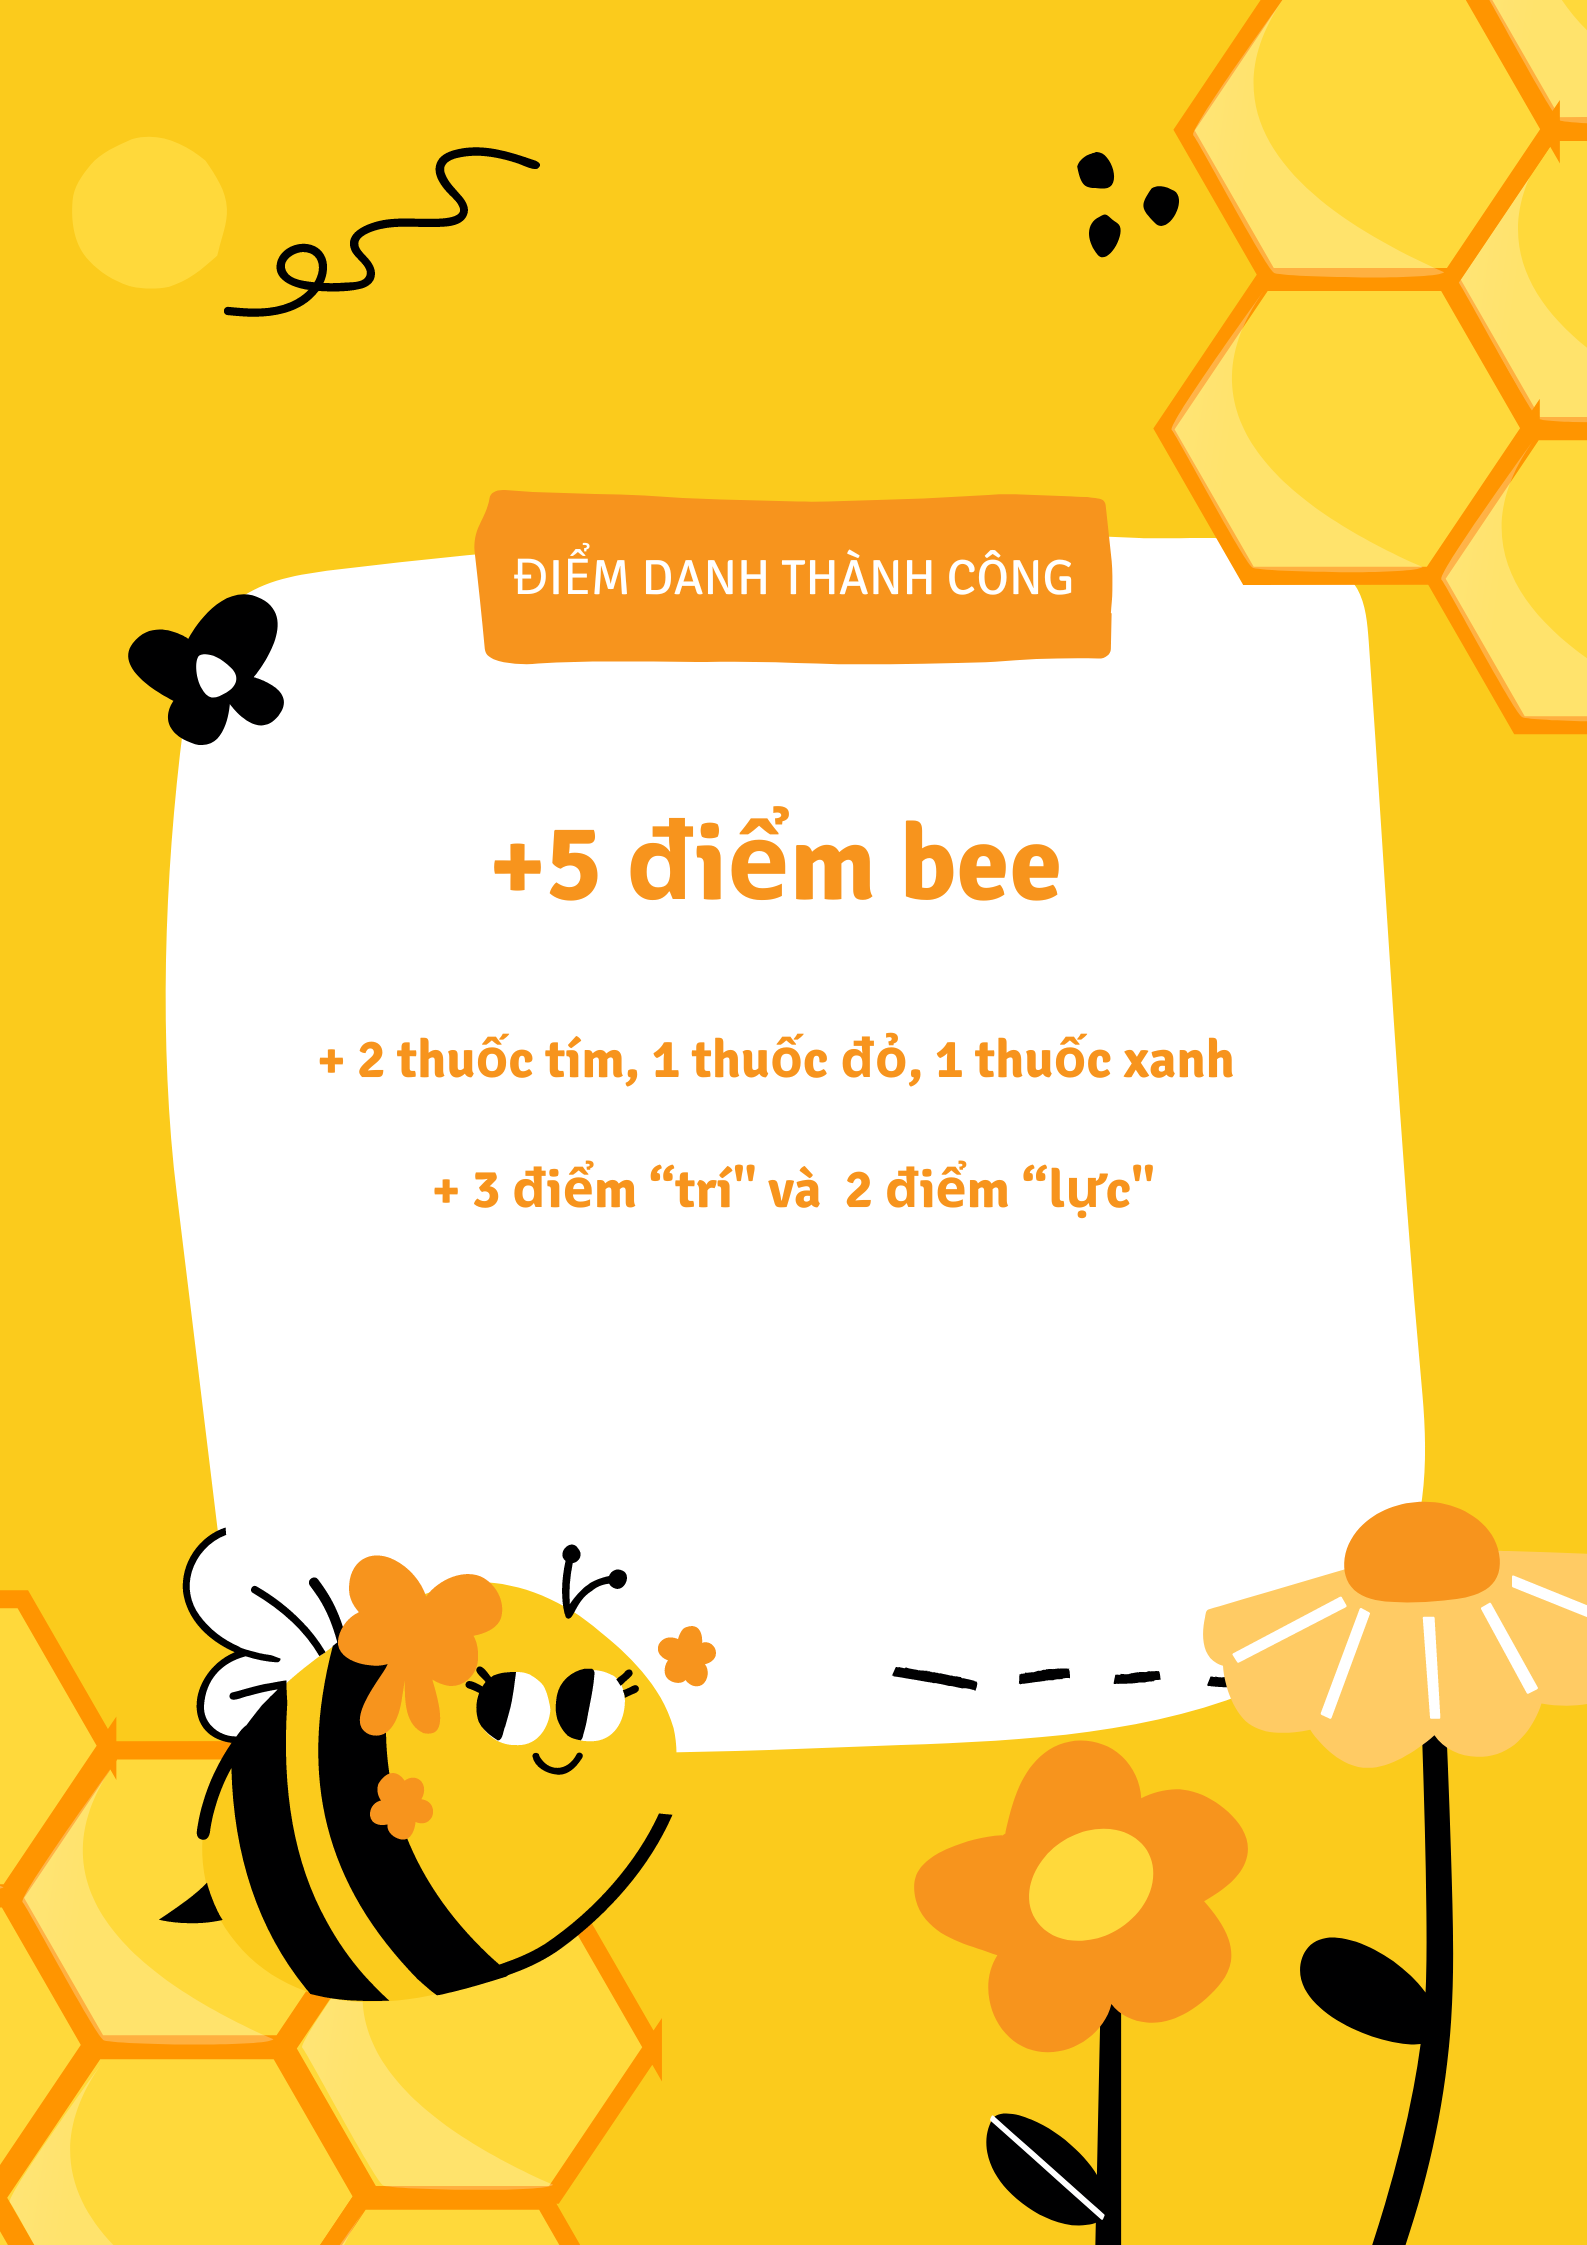 ĐIỂM DANH THÀNH CÔNG
+5 điểm bee
+ 2 thuốc tím, 1 thuốc đỏ, 1 thuốc xanh
+ 3 điểm “trí" và 2 điểm “lực"